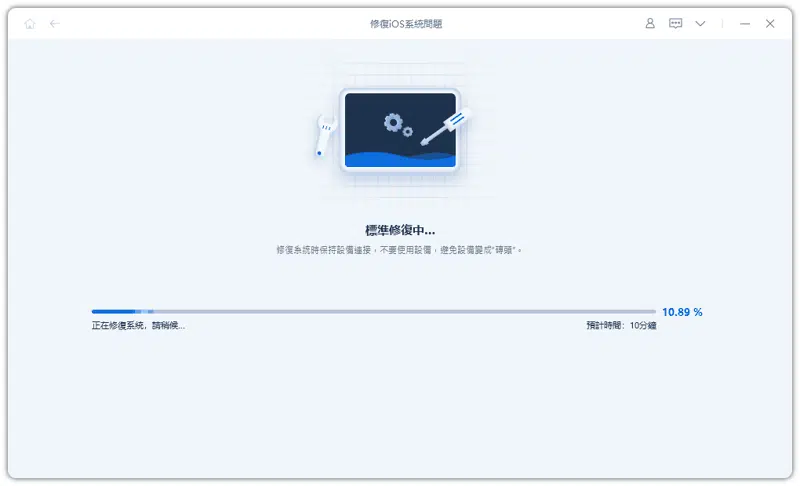 修復iOS系統問題
標準修復中...
修復系統時保持設備連接，不要使用設備，避免設備變成"磚頭"。
10.89 %
正在修復系統，請稍候...
預計時間：10分鐘